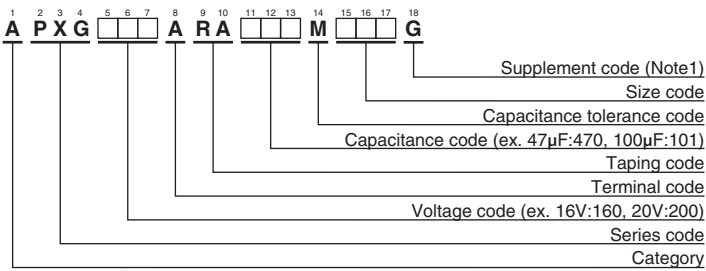 1 2 3 4 5 6 7 8 9 10 11 12 13 14 15 16 17 18
A PXG A RA M G
Supplement code (Note1)
Size code
Capacitance tolerance code
Capacitance code (ex. 47µF:470, 100µF:101)
Taping code
Terminal code
Voltage code (ex. 16V:160, 20V:200)
Series code
Category